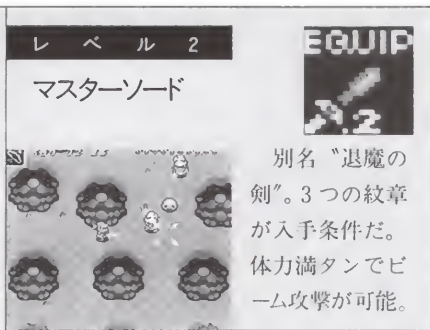 レベル2
マスターソード
EQUIP
L.2
別名〝退魔の
剣〟。3つの紋章
が入手条件だ。
体力満タンでビ
ーム攻撃が可能。